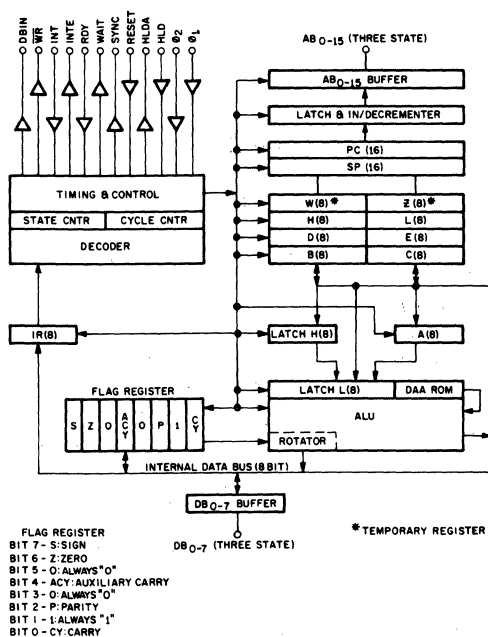 DBIN
WR
INT
INTE
RDY
WAIT
SYNC
RESET
HLDA
HLD
Ø2
Ø1
AB0-15 (THREE STATE)
AB0-15 BUFFER
LATCH & IN/DECREMENTER
PC (16)
SP (16)
TIMING & CONTROL
STATE CNTR CYCLE CNTR
DECODER
W(8)* Z(8)*
H(8) L(8)
D(8) E(8)
B(8) C(8)
IR(8)
LATCH H(8)
A(8)
FLAG REGISTER
S Z O ACY O P 1 CY
LATCH L(8) DAA ROM
ALU
ROTATOR
INTERNAL DATA BUS (8 BIT)
DB0-7 BUFFER
DB0-7 (THREE STATE)
* TEMPORARY REGISTER
FLAG REGISTER
BIT 7 - S:SIGN
BIT 6 - Z:ZERO
BIT 5 - O:ALWAYS "O"
BIT 4 - ACY:AUXILIARY CARRY
BIT 3 - O:ALWAYS "O"
BIT 2 - P:PARITY
BIT 1 - 1:ALWAYS "1"
BIT 0 - CY:CARRY